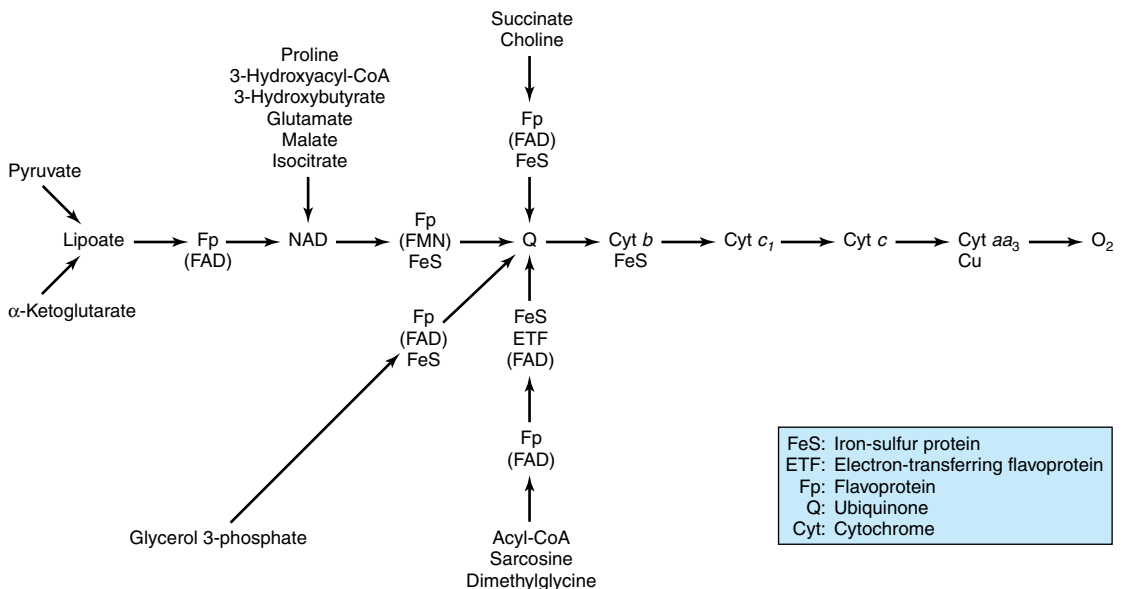 Succinate
Choline
Proline
3-Hydroxyacyl-CoA
3-Hydroxybutyrate
Glutamate
Malate
Isocitrate
Fp
(FAD)
FeS
Pyruvate
Lipoate
Fp
(FAD)
NAD
Fp
(FMN)
FeS
Q
Cyt b
FeS
Cyt c1
Cyt c
Cyt aa3
Cu
O2
α-Ketoglutarate
Fp
(FAD)
FeS
FeS
ETF
(FAD)
Fp
(FAD)
Glycerol 3-phosphate
Acyl-CoA
Sarcosine
Dimethylglycine
FeS: Iron-sulfur protein
ETF: Electron-transferring flavoprotein
Fp: Flavoprotein
Q: Ubiquinone
Cyt: Cytochrome